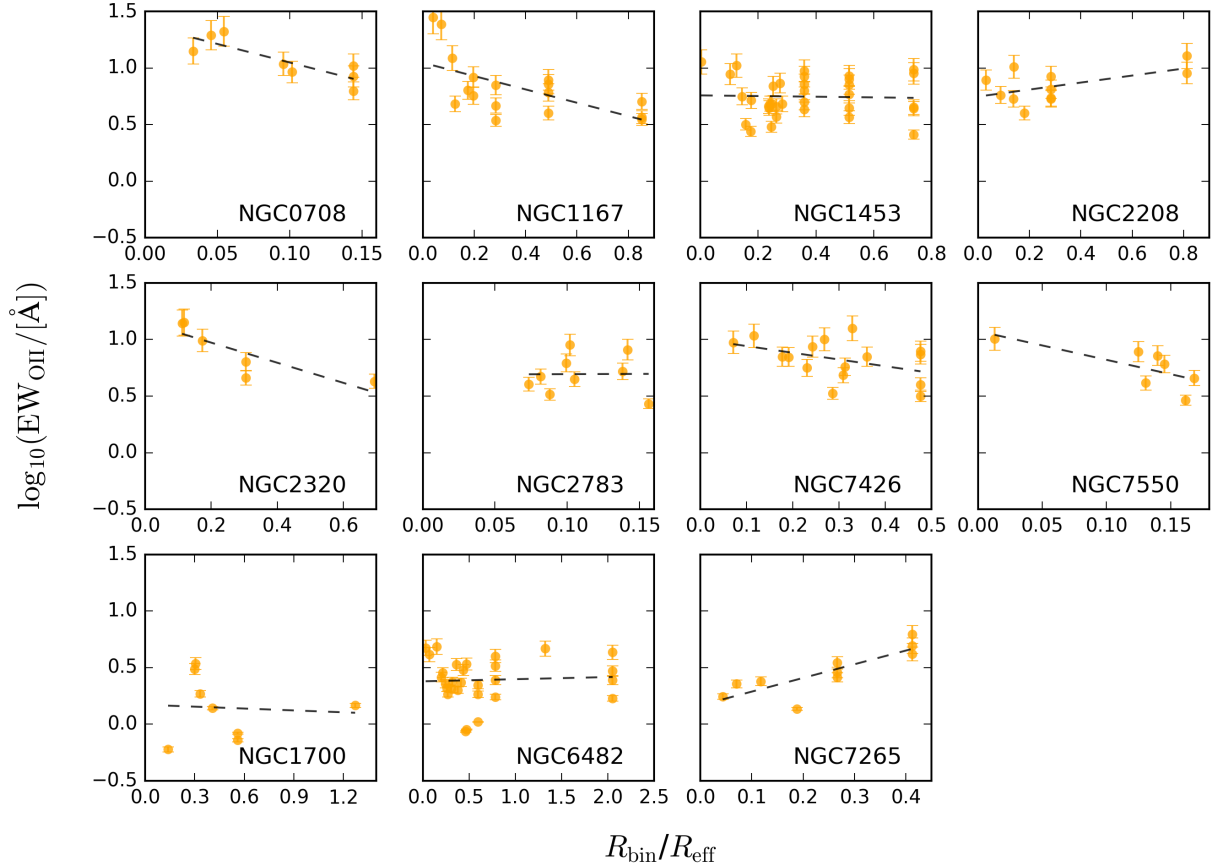 1.5
1.0
0.5
0.0
−0.5
0.00 0.05 0.10 0.15
NGC0708
0.0 0.2 0.4 0.6 0.8
NGC1167
0.0 0.2 0.4 0.6 0.8
NGC1453
0.0 0.2 0.4 0.6 0.8
NGC2208
1.5
1.0
0.5
0.0
−0.5
0.0 0.2 0.4 0.6
NGC2320
0.00 0.05 0.10 0.15
NGC2783
0.0 0.1 0.2 0.3 0.4 0.5
NGC7426
0.00 0.05 0.10 0.15
NGC7550
1.5
1.0
0.5
0.0
−0.5
0.0 0.3 0.6 0.9 1.2
NGC1700
0.0 0.5 1.0 1.5 2.0 2.5
NGC6482
0.0 0.1 0.2 0.3 0.4
NGC7265
log₁₀(EW_OII/[Å])
R_bin/R_eff